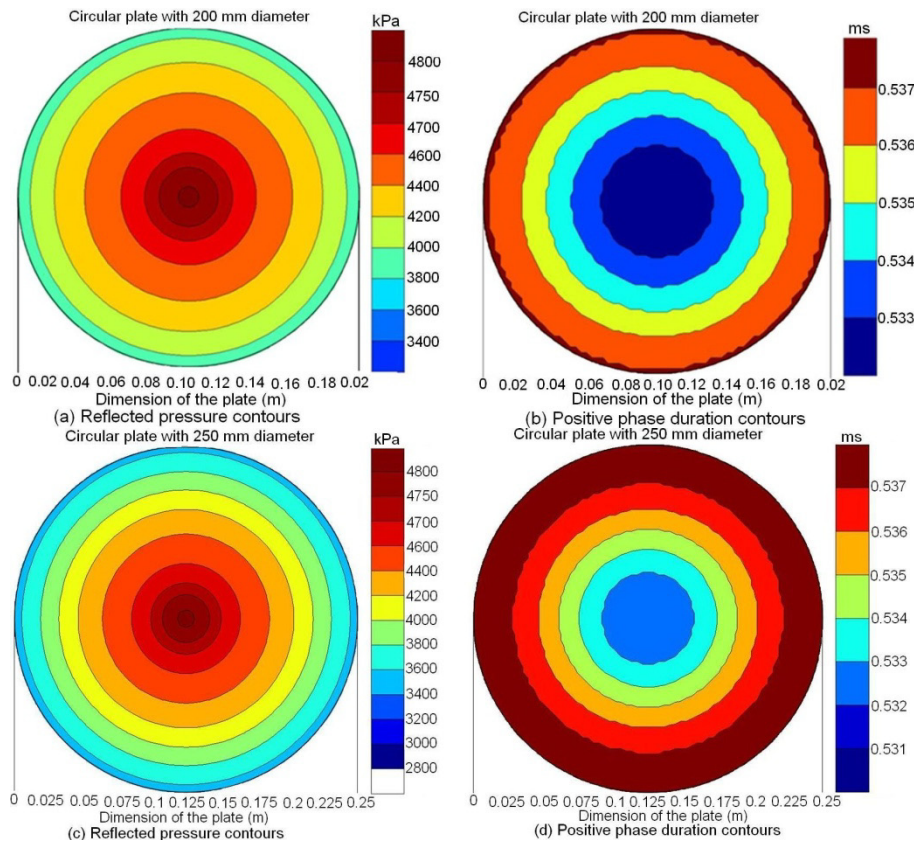 Circular plate with 200 mm diameter
kPa
4800
4750
4700
4600
4400
4200
4000
3800
3600
3400
0 0.02 0.04 0.06 0.08 0.10 0.12 0.14 0.16 0.18 0.02
Dimension of the plate (m)
(a) Reflected pressure contours
Circular plate with 200 mm diameter
ms
0.537
0.536
0.535
0.534
0.533
0 0.02 0.04 0.06 0.08 0.10 0.12 0.14 0.16 0.18 0.02
Dimension of the plate (m)
(b) Positive phase duration contours
Circular plate with 250 mm diameter
kPa
4800
4750
4700
4600
4400
4000
3800
3600
3400
3200
3000
2800
0 0.025 0.05 0.075 0.1 0.125 0.15 0.175 0.2 0.225 0.25
Dimension of the plate (m)
(c) Reflected pressure contours
Circular plate with 250 mm diameter
ms
0.537
0.536
0.535
0.534
0.533
0.532
0.531
0 0.025 0.05 0.075 0.1 0.125 0.15 0.175 0.2 0.225 0.25
Dimension of the plate (m)
(d) Positive phase duration contours